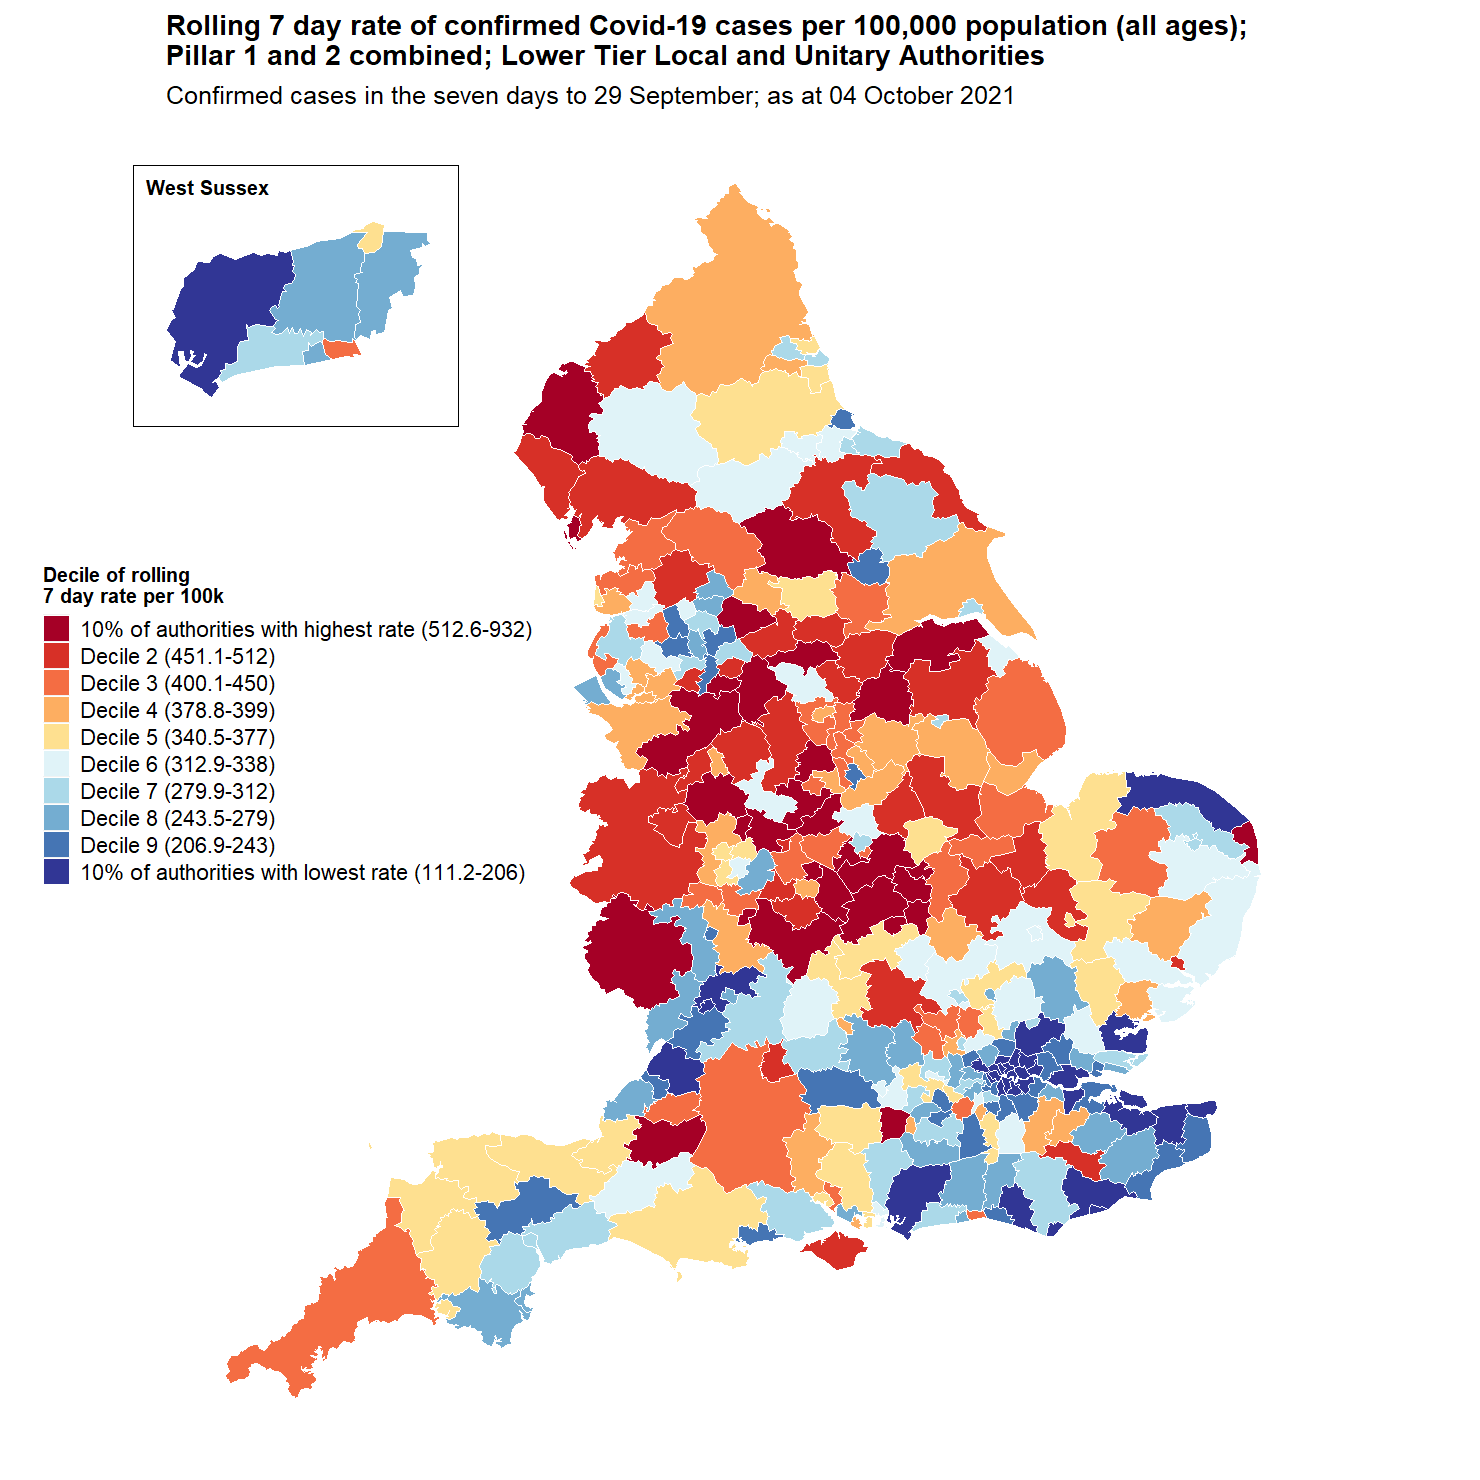 Rolling 7 day rate of confirmed Covid-19 cases per 100,000 population (all ages);
Pillar 1 and 2 combined; Lower Tier Local and Unitary Authorities
Confirmed cases in the seven days to 29 September; as at 04 October 2021
West Sussex
Decile of rolling
7 day rate per 100k
10% of authorities with highest rate (512.6-932)
Decile 2 (451.1-512)
Decile 3 (400.1-450)
Decile 4 (378.8-399)
Decile 5 (340.5-377)
Decile 6 (312.9-338)
Decile 7 (279.9-312)
Decile 8 (243.5-279)
Decile 9 (206.9-243)
10% of authorities with lowest rate (111.2-206)